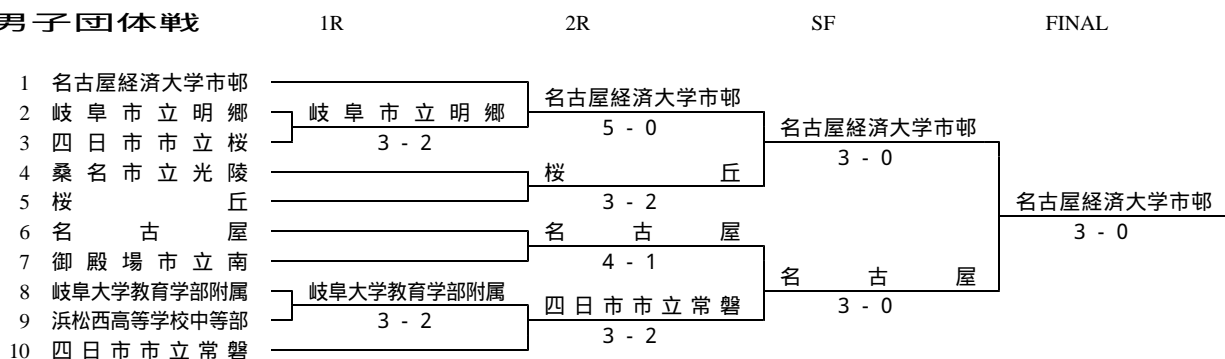 男子団体戦 1R 2R SF FINAL
1 名古屋経済大学市邨
2 岐阜市立明郷
3 四日市市立桜
4 桑名市立光陵
5 桜丘
6 名古屋
7 御殿場市立南
8 岐阜大学教育学部附属
9 浜松西高等学校中等部
10 四日市市立常磐
岐阜市立明郷
3 - 2
岐阜大学教育学部附属
3 - 2
名古屋経済大学市邨
5 - 0
桜丘
3 - 2
名古屋
4 - 1
四日市市立常磐
3 - 2
名古屋経済大学市邨
3 - 0
名古屋
3 - 0
名古屋経済大学市邨
3 - 0